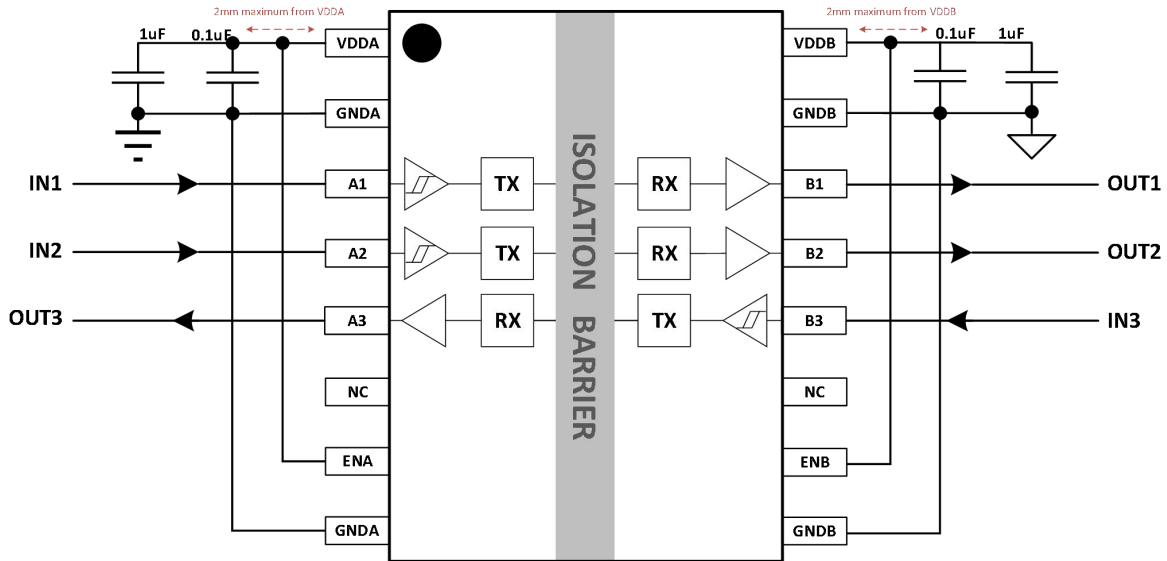 2mm maximum from VDDA
2mm maximum from VDDB
1uF 0.1uF VDDA VDDB 0.1uF 1uF
GNDA GNDB
IN1 A1 TX RX B1 OUT1
IN2 A2 TX RX B2 OUT2
OUT3 A3 RX TX B3 IN3
ISOLATION BARRIER
NC NC
ENA ENB
GNDA GNDB